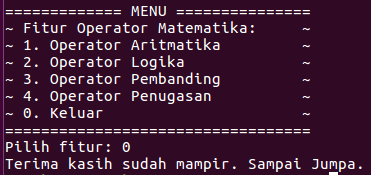 ============= MENU ===============
~ Fitur Operator Matematika:     ~
~ 1. Operator Aritmatika         ~
~ 2. Operator Logika             ~
~ 3. Operator Pembanding         ~
~ 4. Operator Penugasan          ~
~ 0. Keluar                      ~
==================================
Pilih fitur: 0
Terima kasih sudah mampir. Sampai Jumpa.